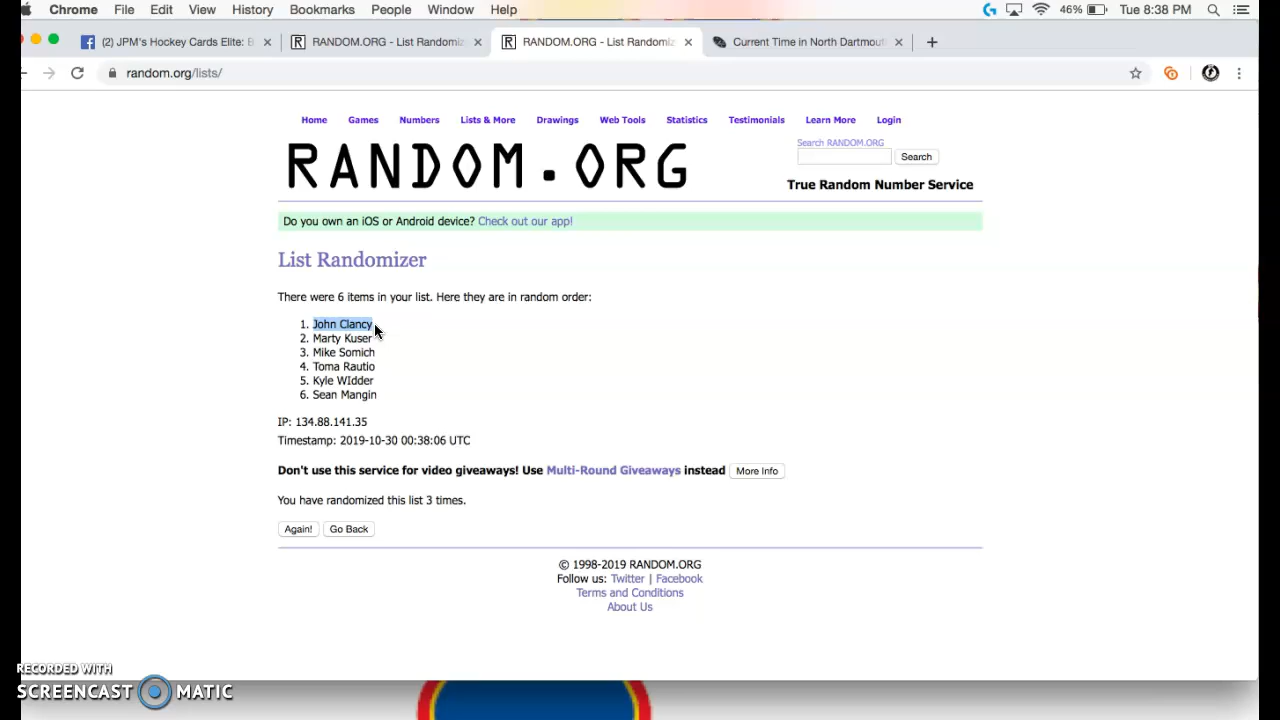 Chrome File Edit View History Bookmarks People Window Help 46% Tue 8:38 PM
(2) JPM's Hockey Cards Elite: B RANDOM.ORG - List Randomiz RANDOM.ORG - List Randomiz Current Time in North Dartmout
random.org/lists/
Home Games Numbers Lists & More Drawings Web Tools Statistics Testimonials Learn More Login
Search RANDOM.ORG
RANDOM.ORG
Search
True Random Number Service
Do you own an iOS or Android device? Check out our app!
List Randomizer
There were 6 items in your list. Here they are in random order:
1. John Clancy
2. Marty Kuser
3. Mike Somich
4. Toma Rautio
5. Kyle WIdder
6. Sean Mangin
IP: 134.88.141.35
Timestamp: 2019-10-30 00:38:06 UTC
Don't use this service for video giveaways! Use Multi-Round Giveaways instead More Info
You have randomized this list 3 times.
Again! Go Back
© 1998-2019 RANDOM.ORG
Follow us: Twitter | Facebook
Terms and Conditions
About Us
RECORDED WITH
SCREENCAST MATIC